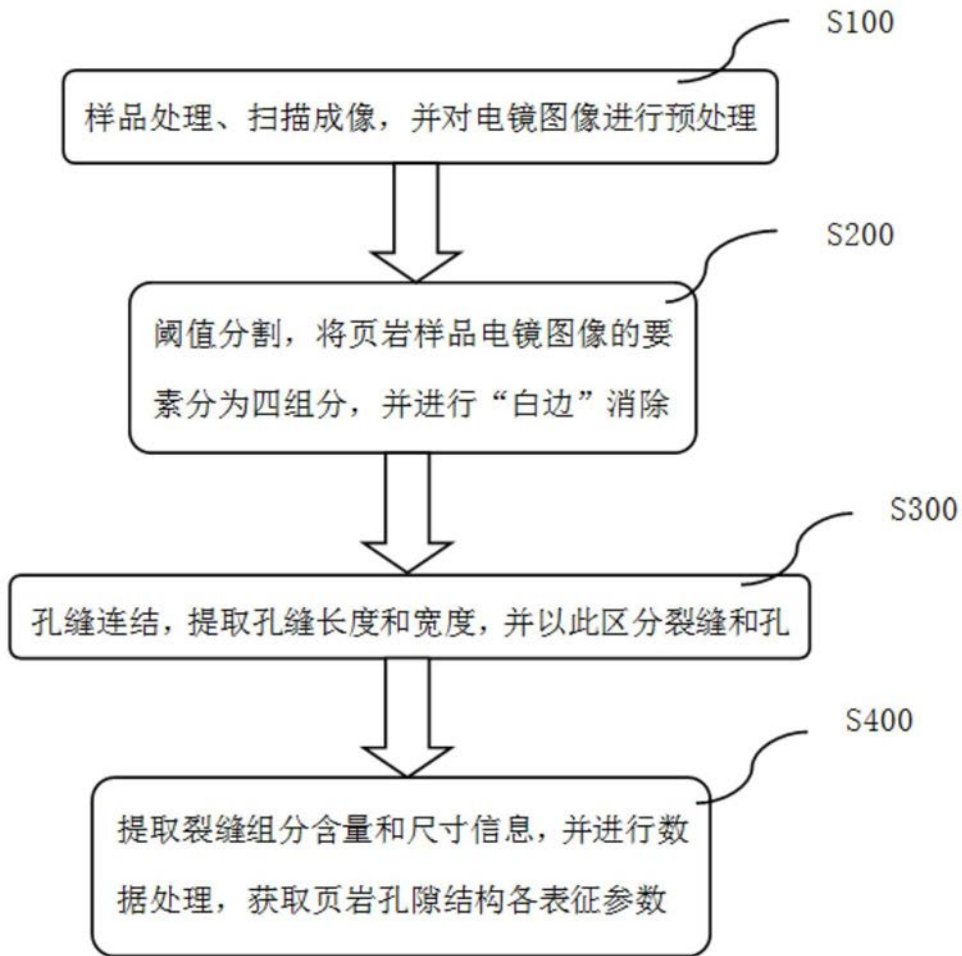 S100
样品处理、扫描成像，并对电镜图像进行预处理
S200
阈值分割，将页岩样品电镜图像的要
素分为四组分，并进行“白边”消除
S300
孔缝连结，提取孔缝长度和宽度，并以此区分裂缝和孔
S400
提取裂缝组分含量和尺寸信息，并进行数
据处理，获取页岩孔隙结构各表征参数